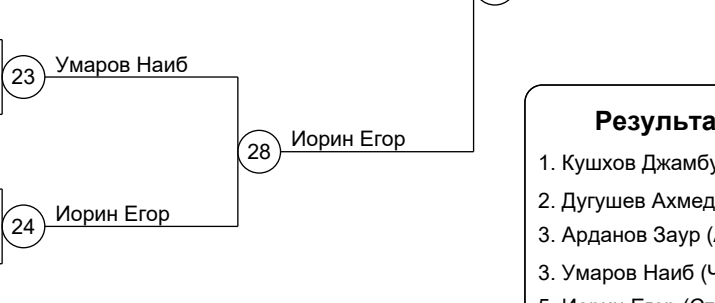 23
Умаров Наиб
28
Иорин Егор
24
Иорин Егор
Результа
1. Кушхов Джамбу
2. Дугушев Ахмед
3. Арданов Заур (
3. Умаров Наиб (Ч